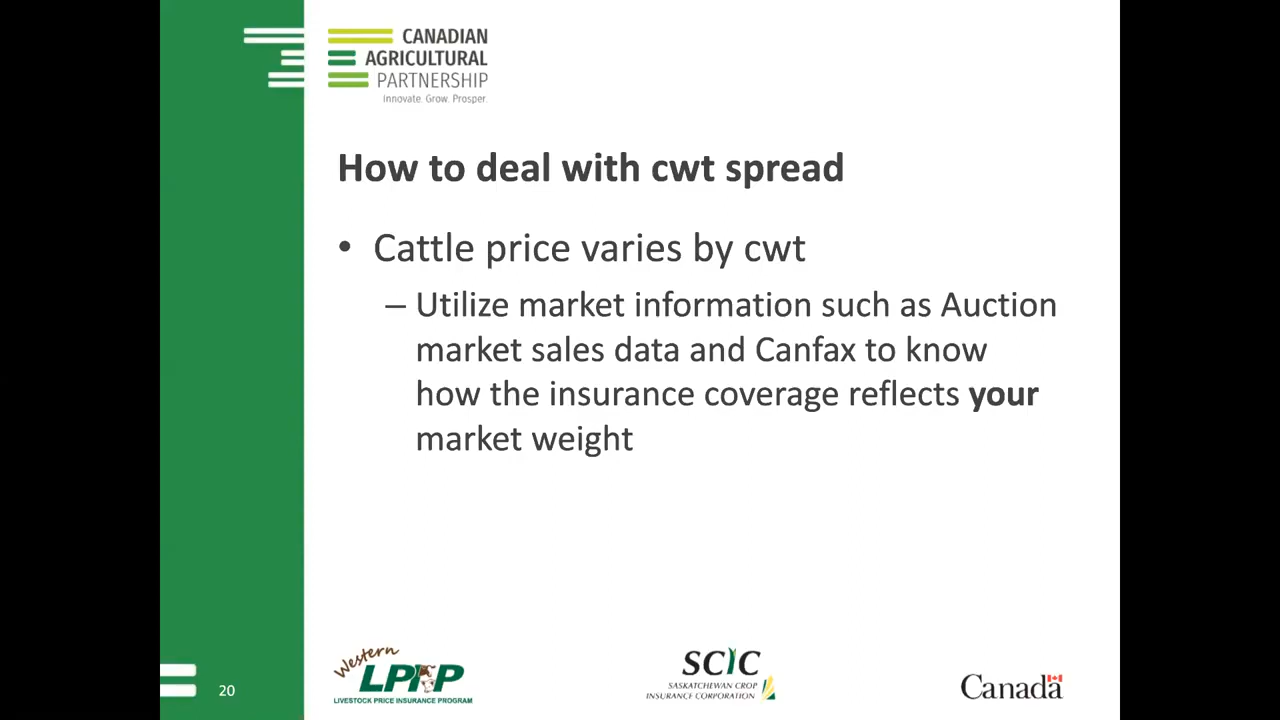 CANADIAN
AGRICULTURAL
PARTNERSHIP
Innovate. Grow. Prosper.
How to deal with cwt spread
• Cattle price varies by cwt
– Utilize market information such as Auction
market sales data and Canfax to know
how the insurance coverage reflects your
market weight
20
Western
LPIP
LIVESTOCK PRICE INSURANCE PROGRAM
SCIC
SASKATCHEWAN CROP
INSURANCE CORPORATION
Canada